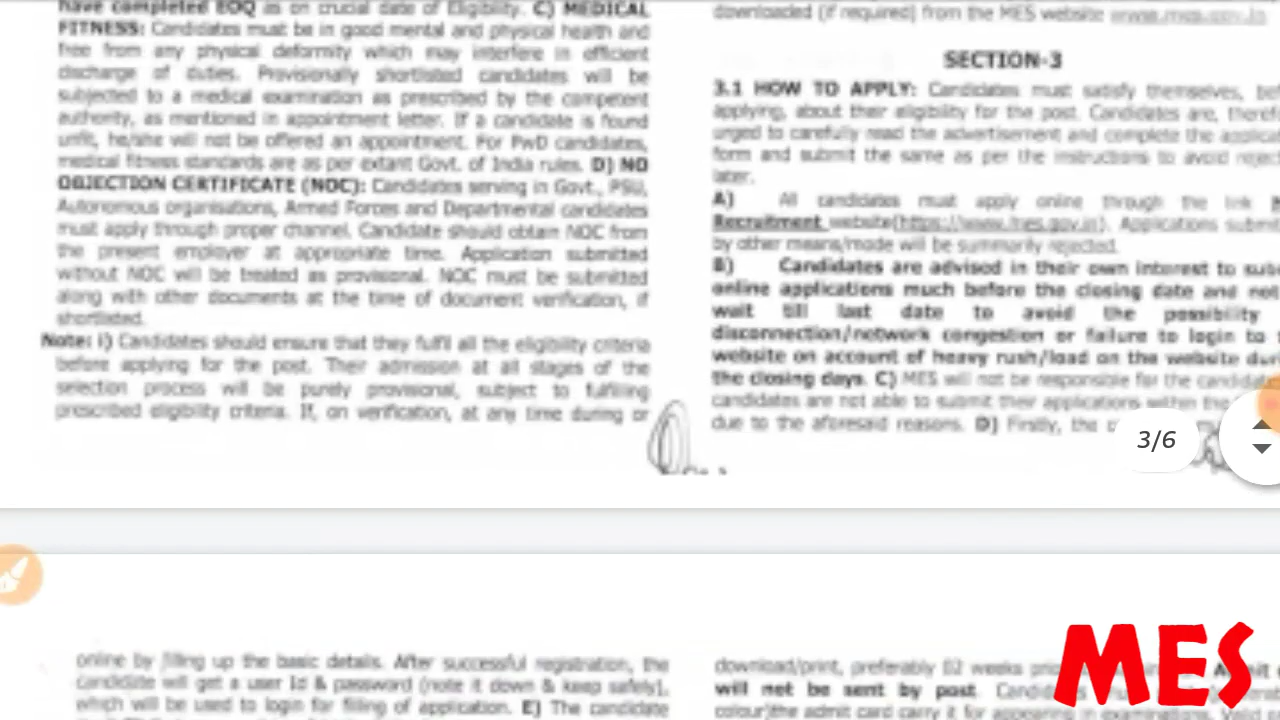 have completed EOQ as on crucial date of Eligibility. C) MEDICAL
FITNESS: Candidates must be in good mental and physical health and
free from any physical deformity which may interfere in efficient
discharge of duties. Provisionally shortlisted candidates will be
subjected to a medical examination as prescribed by the competent
authority, as mentioned in appointment letter. If a candidate is found
unfit, he/she will not be offered an appointment. For PwD candidates,
medical fitness standards are as per extant Govt. of India rules. D) NO
OBJECTION CERTIFICATE (NOC): Candidates serving in Govt., PSU,
Autonomous organisations, Armed Forces and Departmental candidates
must apply through proper channel. Candidate should obtain NOC from
the present employer at appropriate time. Application submitted
without NOC will be treated as provisional. NOC must be submitted
along with other documents at the time of document verification, if
shortlisted.
Note: i) Candidates should ensure that they fulfil all the eligibility criteria
before applying for the post. Their admission at all stages of the
selection process will be purely provisional, subject to fulfilling
prescribed eligibility criteria. If, on verification, at any time during or
downloaded (if required) from the MES website www.mes.gov.in
SECTION-3
3.1 HOW TO APPLY: Candidates must satisfy themselves,
applying, about their eligibility for the post. Candidates are,
urged to carefully read the advertisement and complete the
form and submit the same as per the instructions to avoid
later.
A) All candidates must apply online through the link
Recruitment website(https://www.mes.gov.in). Applications
by other means/mode will be summarily rejected.
B) Candidates are advised in their own interest to
online applications much before the closing date and not
wait till last date to avoid the possibility
disconnection/network congestion or failure to login to
website on account of heavy rush/load on the website
the closing days. C) MES will not be responsible for the
candidates are not able to submit their applications within the
due to the aforesaid reasons. D) Firstly, the
3/6
online by filling up the basic details. After successful registration, the
candidate will get a user Id & password (note it down & keep safely),
which will be used to login for filling of application. E) The candidate
download/print, preferably 02 weeks
will not be sent by post.
colour)the admit card carry it for appearing in
MES